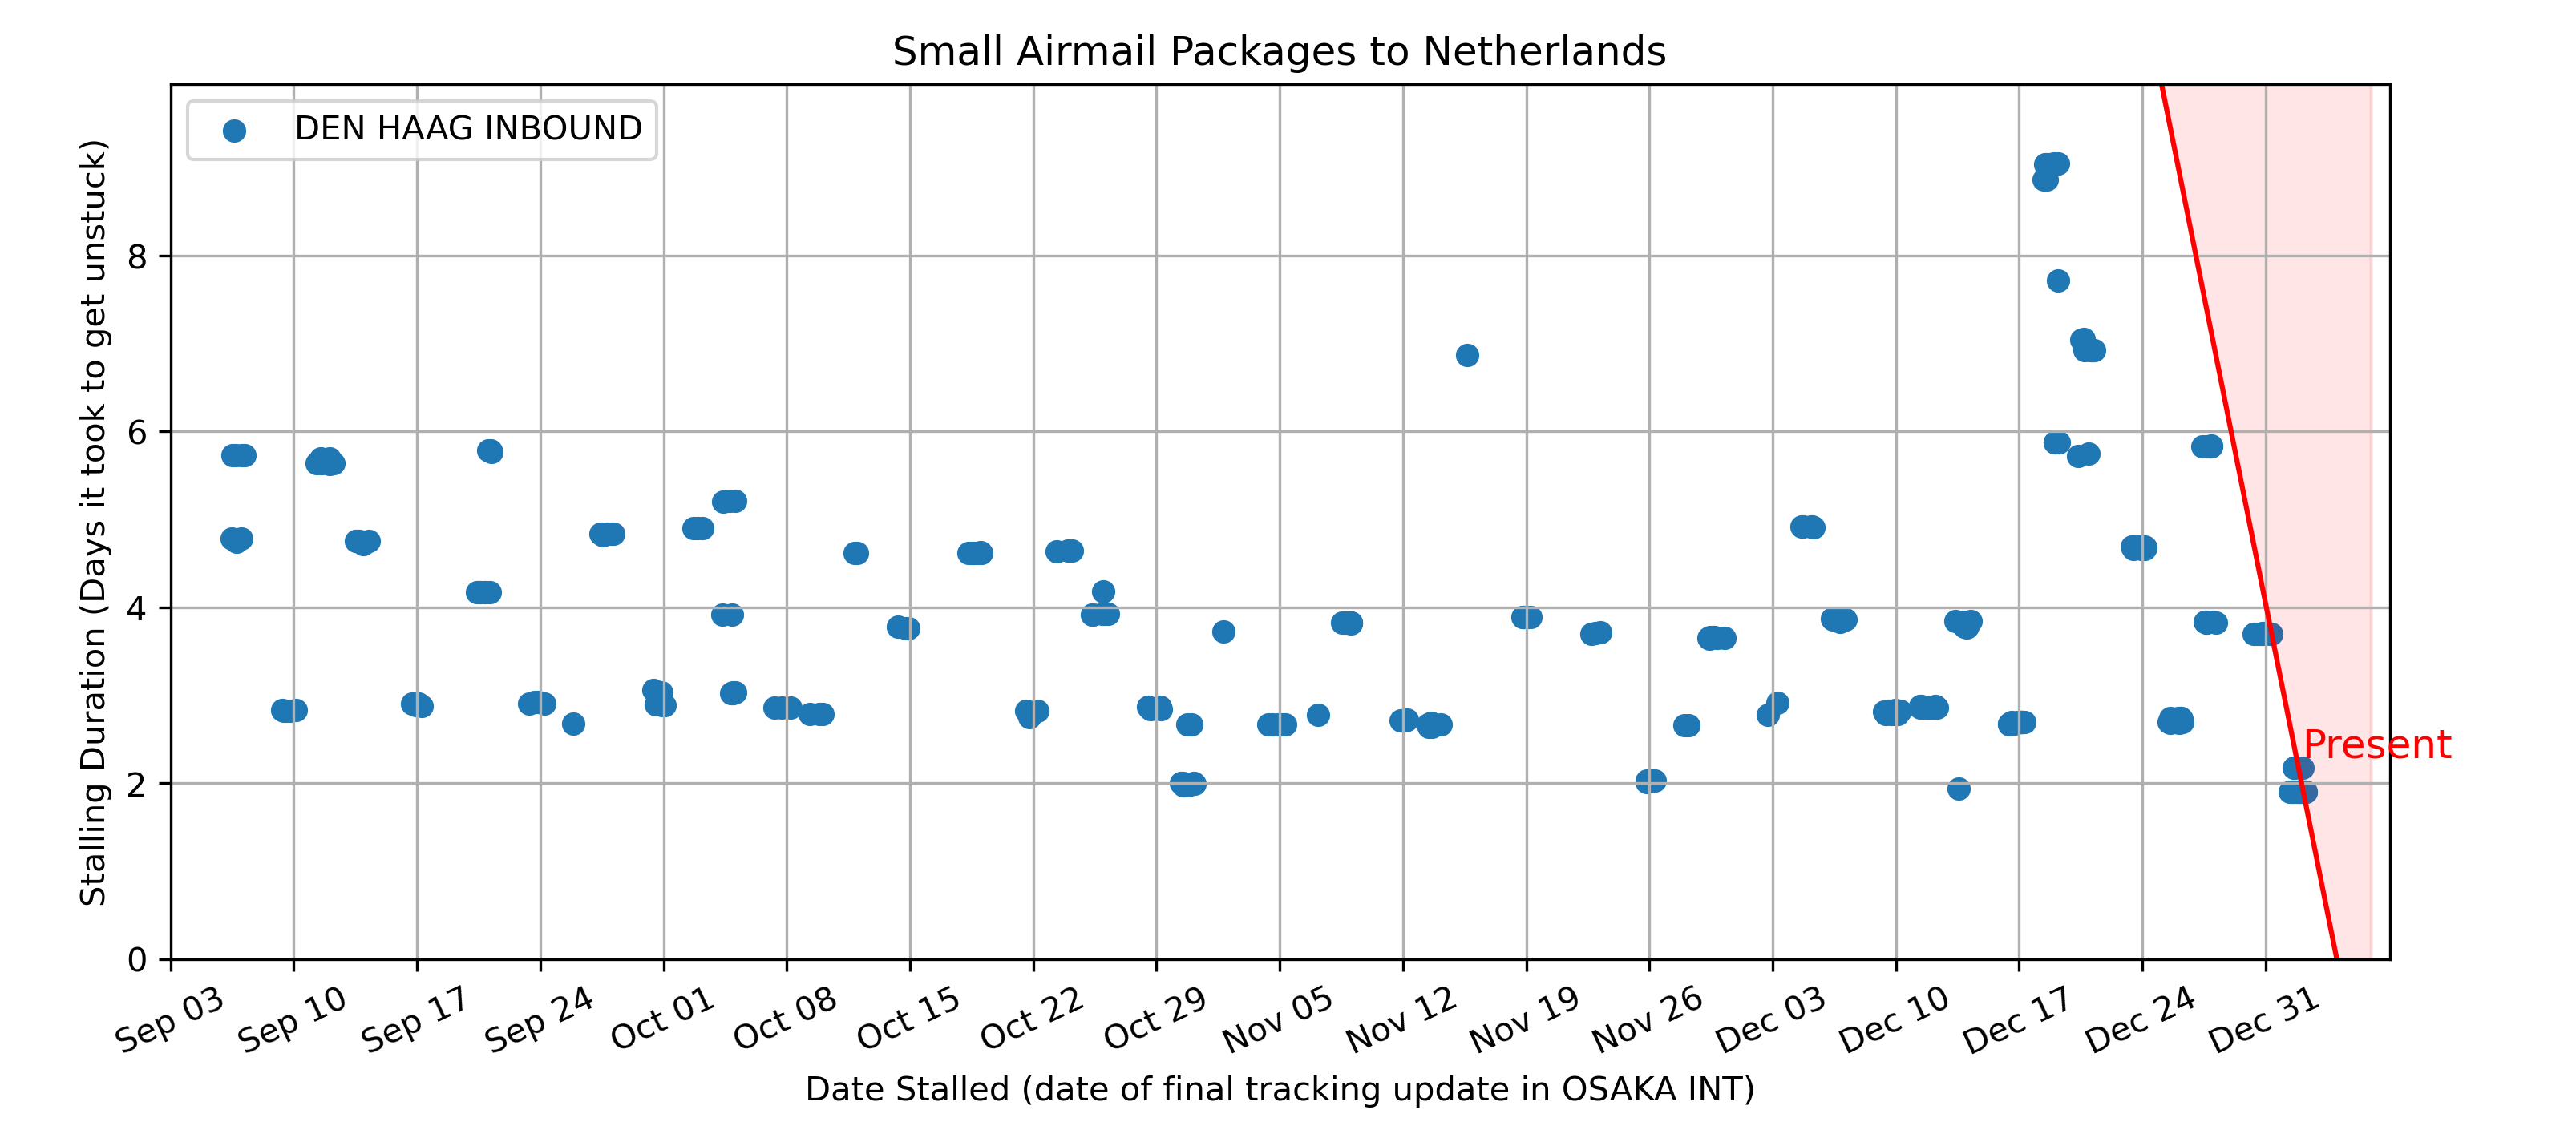 Small Airmail Packages to Netherlands
DEN HAAG INBOUND
Stalling Duration (Days it took to get unstuck)
8
6
4
2
0
Present
Sep 03
Sep 10
Sep 17
Sep 24
Oct 01
Oct 08
Oct 15
Oct 22
Oct 29
Nov 05
Nov 12
Nov 19
Nov 26
Dec 03
Dec 10
Dec 17
Dec 24
Dec 31
Date Stalled (date of final tracking update in OSAKA INT)